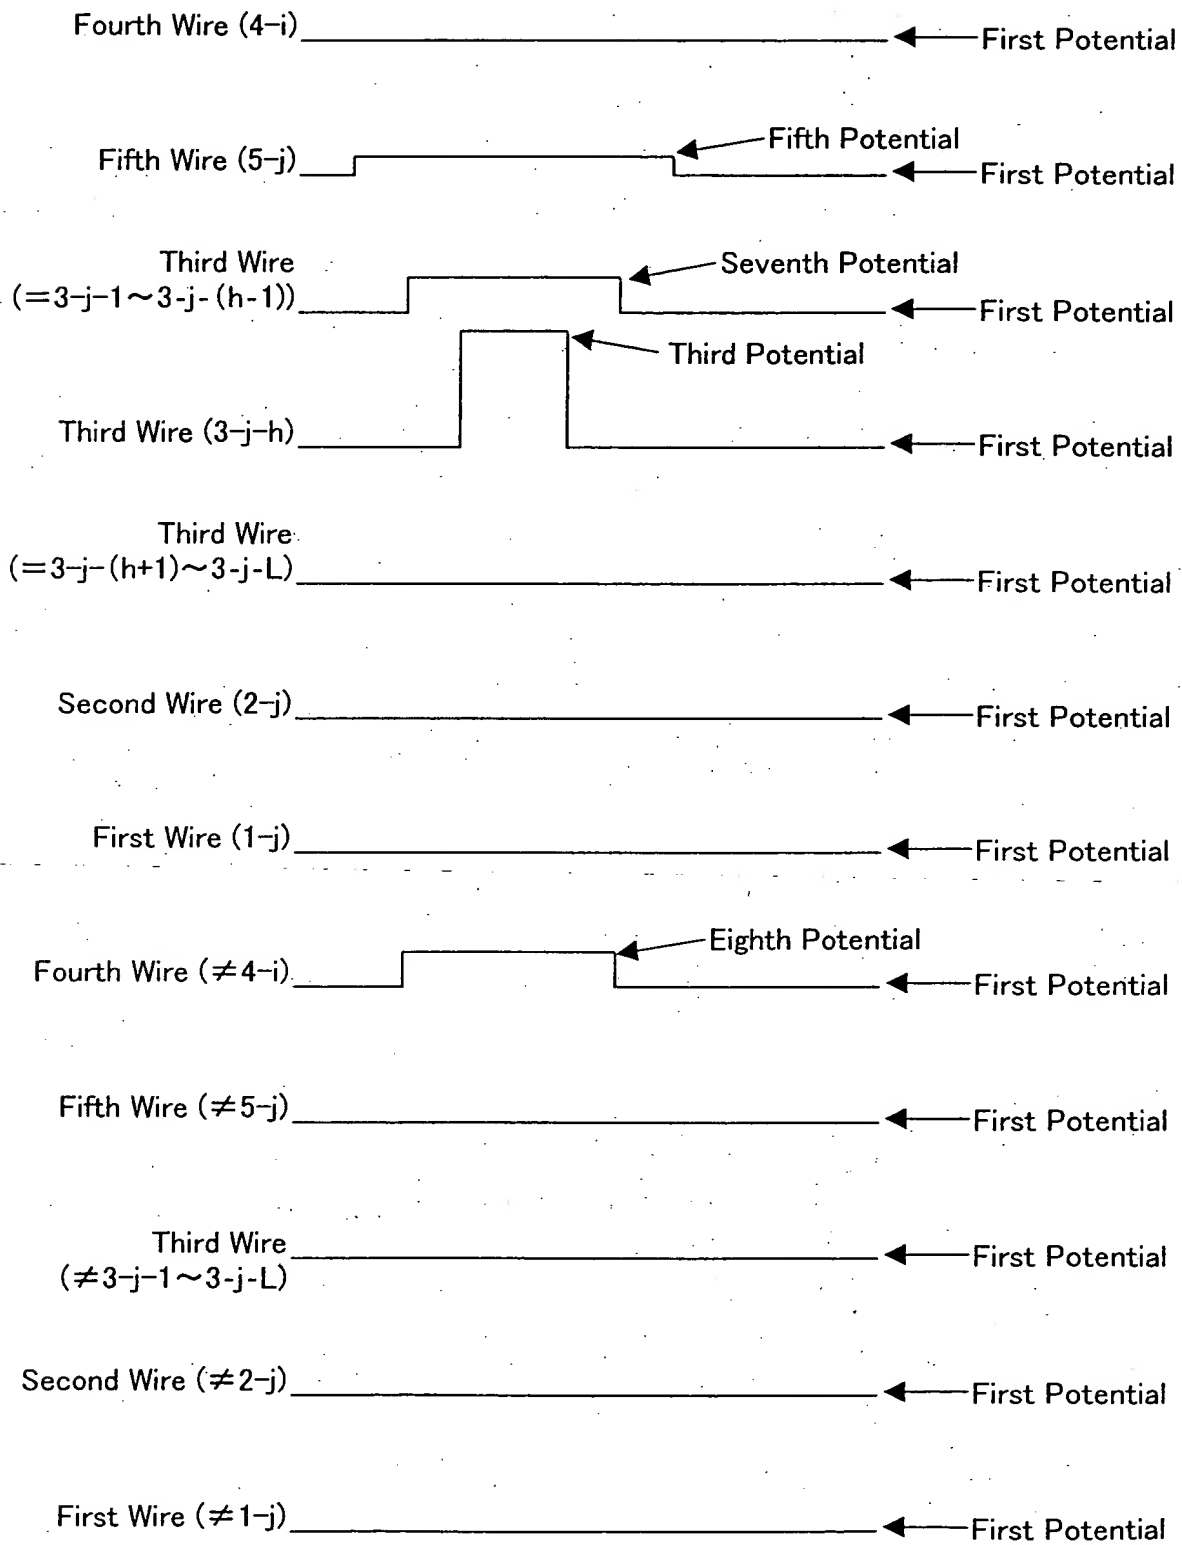 Fourth Wire (4-i)
First Potential
Fifth Potential
Fifth Wire (5-j)
First Potential
Third Wire
(=3-j-1~3-j-(h-1))
Seventh Potential
First Potential
Third Potential
Third Wire (3-j-h)
First Potential
Third Wire
(=3-j-(h+1)~3-j-L)
First Potential
Second Wire (2-j)
First Potential
First Wire (1-j)
First Potential
Eighth Potential
Fourth Wire (≠4-i)
First Potential
Fifth Wire (≠5-j)
First Potential
Third Wire
(≠3-j-1~3-j-L)
First Potential
Second Wire (≠2-j)
First Potential
First Wire (≠1-j)
First Potential